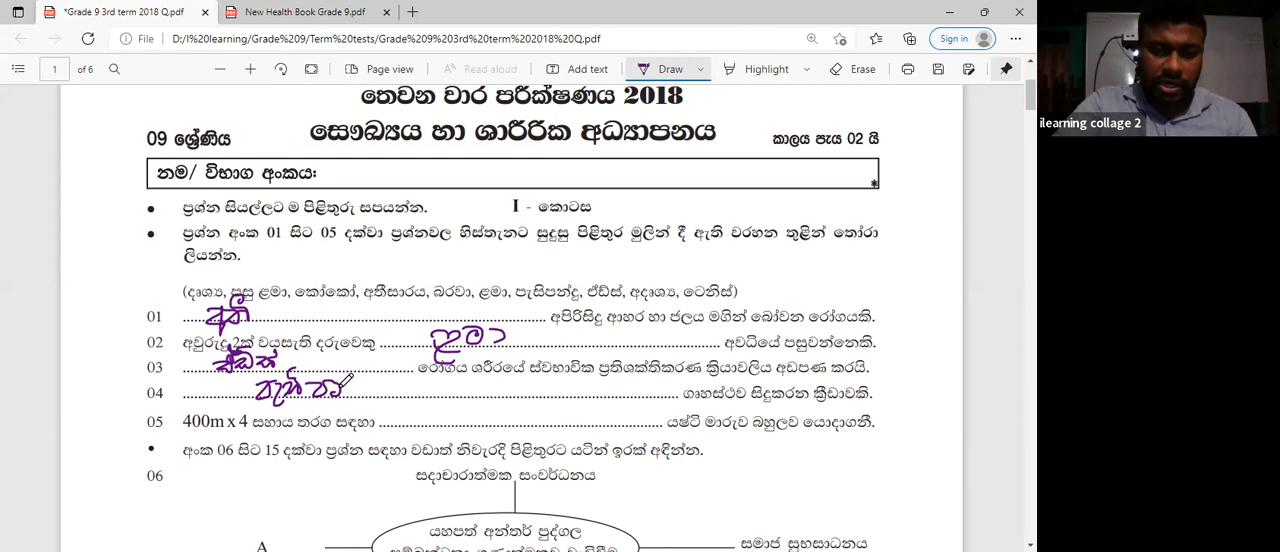 *Grade 9 3rd term 2018 Q.pdf
New Health Book Grade 9.pdf
File D:/I%20learning/Grade%209/Term%20tests/Grade%209%203rd%20term%202018%20Q.pdf
Sign in
1 of 6
Page view
Read aloud
Add text
Draw
Highlight
Erase
ilearning collage 2
තෙවන වාර පරීක්ෂණය 2018
09 ශ්‍රේණිය
සෞඛ්‍යය හා ශාරීරික අධ්‍යාපනය
කාලය පැය 02 යි
නම/ විභාග අංකය:
• ප්‍රශ්න සියල්ලට ම පිළිතුරු සපයන්න.
I - කොටස
• ප්‍රශ්න අංක 01 සිට 05 දක්වා ප්‍රශ්නවල හිස්තැනට සුදුසු පිළිතුර මුලින් දී ඇති වරහන තුළින් තෝරා
ලියන්න.
(දෘශ්‍ය, පසු ළමා, කෝකෝ, අතීසාරය, බරවා, ළමා, පැසිපන්දු, ඒඩ්ස්, අදෘශ්‍ය, ටෙනිස්)
01 අතී ........ අපිරිසිදු ආහර හා ජලය මගින් බෝවන රෝගයකි.
02 අවුරුදු 2ක් වයසැති දරුවෙකු ........ ළමා ........ අවධියේ පසුවන්නෙකි.
03 ........ රෝගය ශරීරයේ ස්වභාවික ප්‍රතිශක්තිකරණ ක්‍රියාවලිය අඩපණ කරයි.
04 ........ ගෘහස්ථව සිදුකරන ක්‍රීඩාවකි.
05 400m x 4 සහාය තරග සඳහා ........ යෂ්ටි මාරුව බහුලව යොදාගනී.
• අංක 06 සිට 15 දක්වා ප්‍රශ්න සඳහා වඩාත් නිවැරදි පිළිතුරට යටින් ඉරක් අඳින්න.
06 සදාචාරාත්මක සංවර්ධනය
යහපත් අන්තර් පුද්ගල
A
සමාජ සුභසාධනය